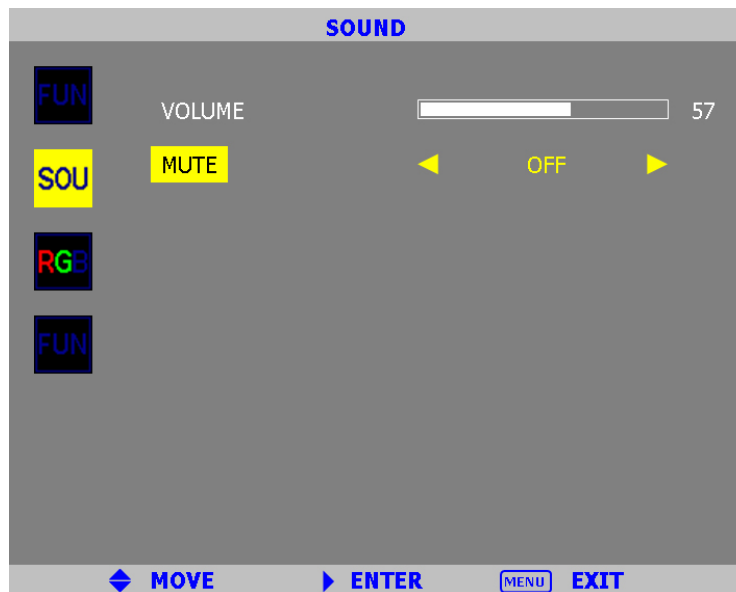 SOUND
FUN
VOLUME 57
SOU
MUTE OFF
RGB
FUN
MOVE ENTER MENU EXIT